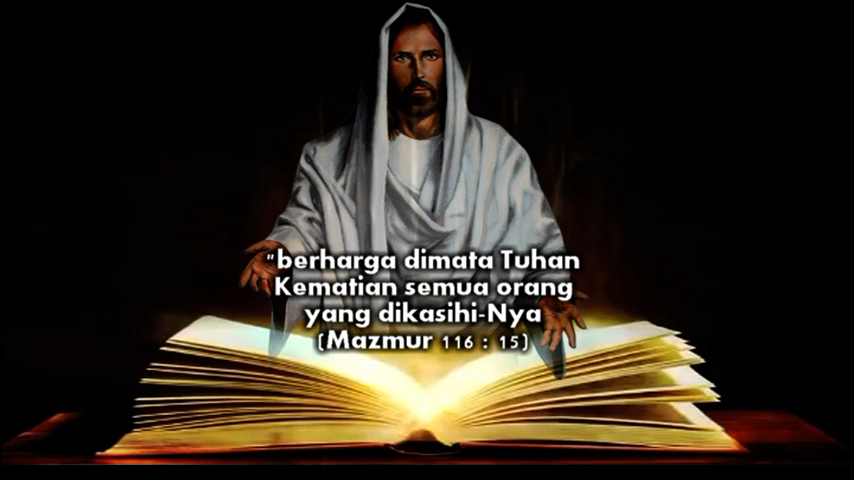 "berharga dimata Tuhan
Kematian semua orang
yang dikasihi-Nya
(Mazmur 116 : 15)